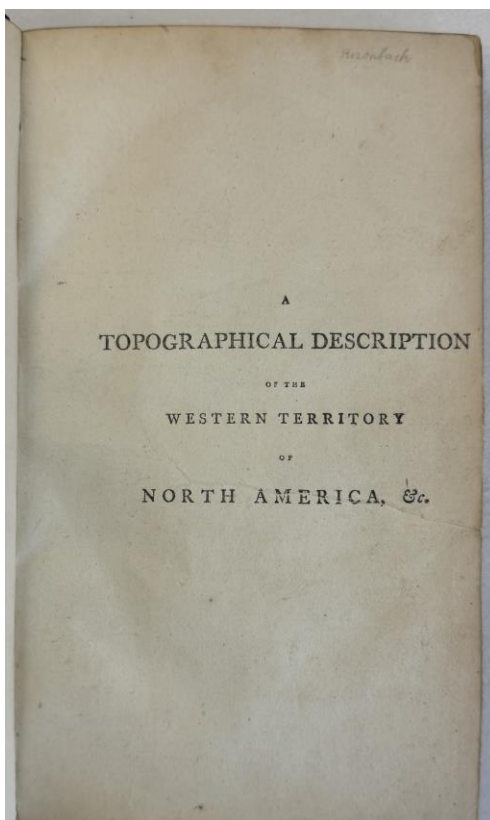 A
TOPOGRAPHICAL DESCRIPTION
OF THE
WESTERN TERRITORY
OF
NORTH AMERICA, &c.